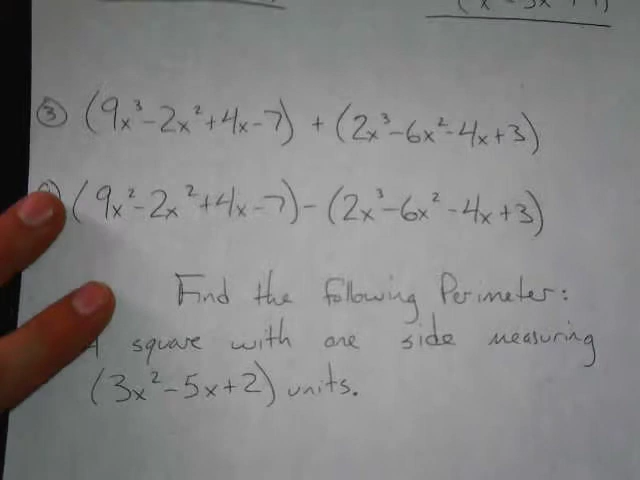 ③ (9x³-2x²+4x-7) + (2x³-6x²-4x+3)
(9x²-2x²+4x-7)-(2x³-6x²-4x+3)
Find the following Perimeter:
square with one side measuring
(3x²-5x+2) units.